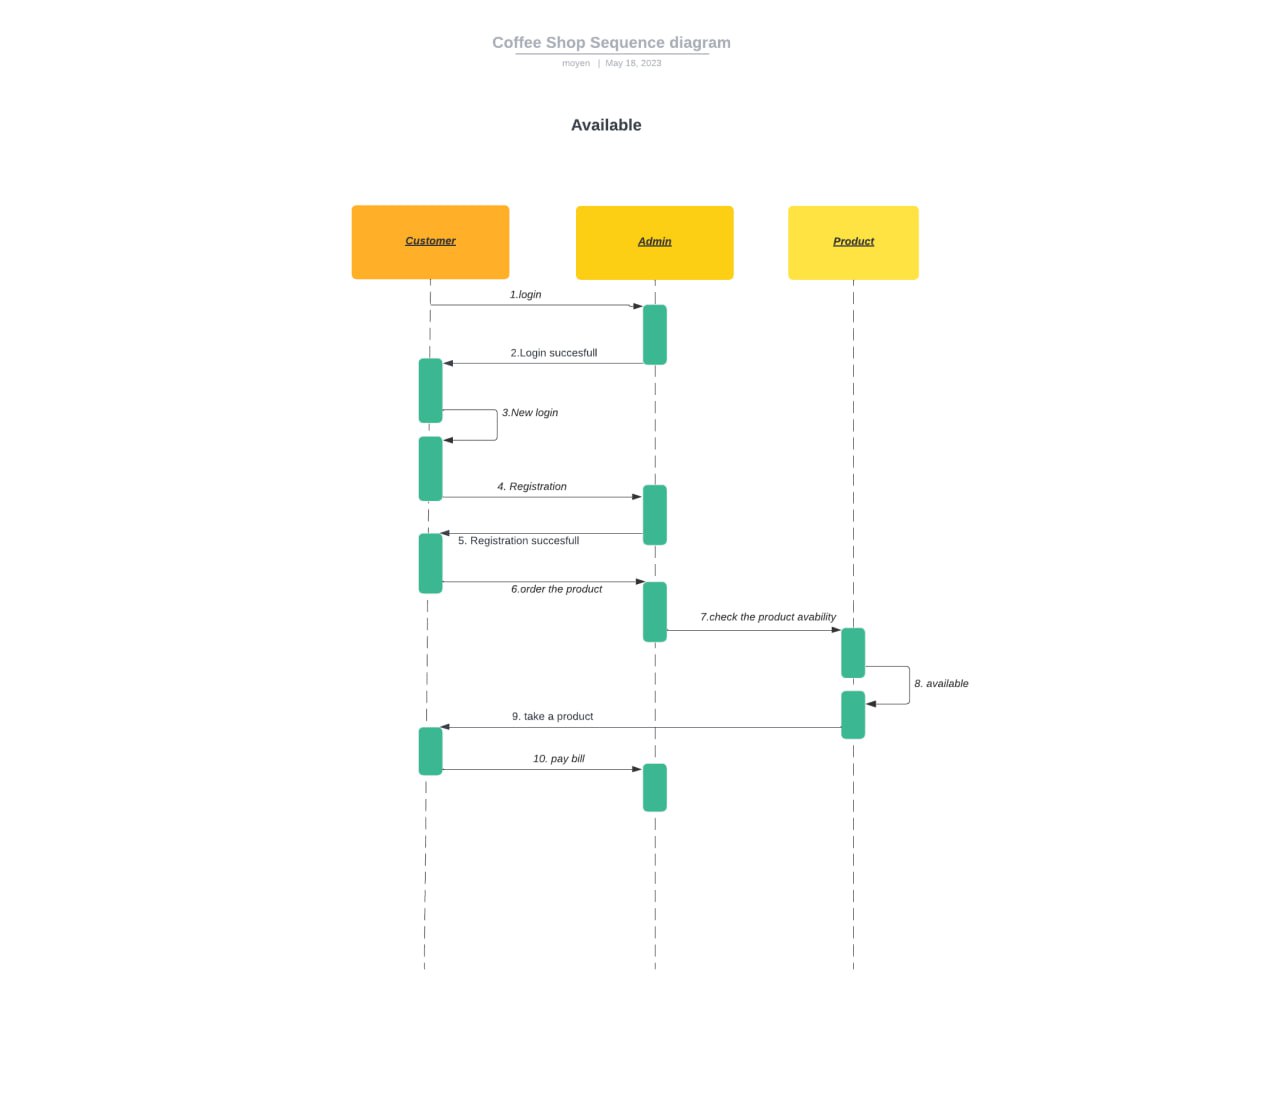 Coffee Shop Sequence diagram
moyen | May 18, 2023
Available
Customer
Admin
Product
1.login
2.Login succesfull
3.New login
4. Registration
5. Registration succesfull
6.order the product
7.check the product avability
8. available
9. take a product
10. pay bill